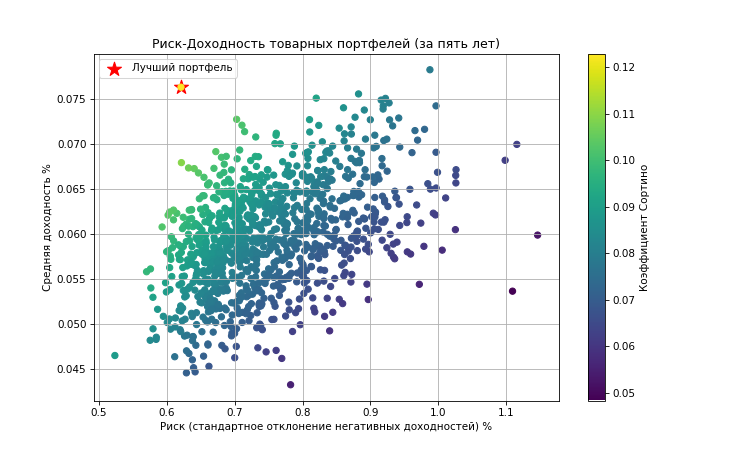 Риск-Доходность товарных портфелей (за пять лет)
Лучший портфель
Средняя доходность %
0.075
0.070
0.065
0.060
0.055
0.050
0.045
0.5 0.6 0.7 0.8 0.9 1.0 1.1
Риск (стандартное отклонение негативных доходностей) %
0.12
0.11
0.10
0.09
0.08
0.07
0.06
0.05
Коэффициент Сортино